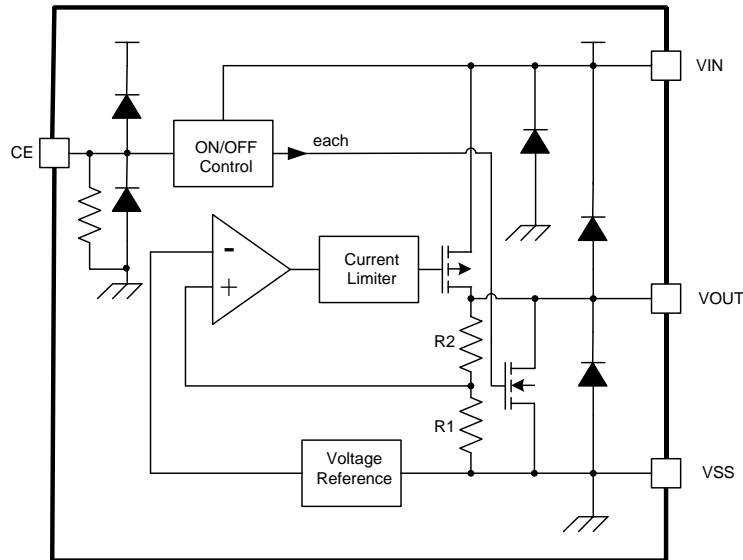 VIN
CE
ON/OFF
Control
each
-
+
Current
Limiter
VOUT
R2
R1
Voltage
Reference
VSS